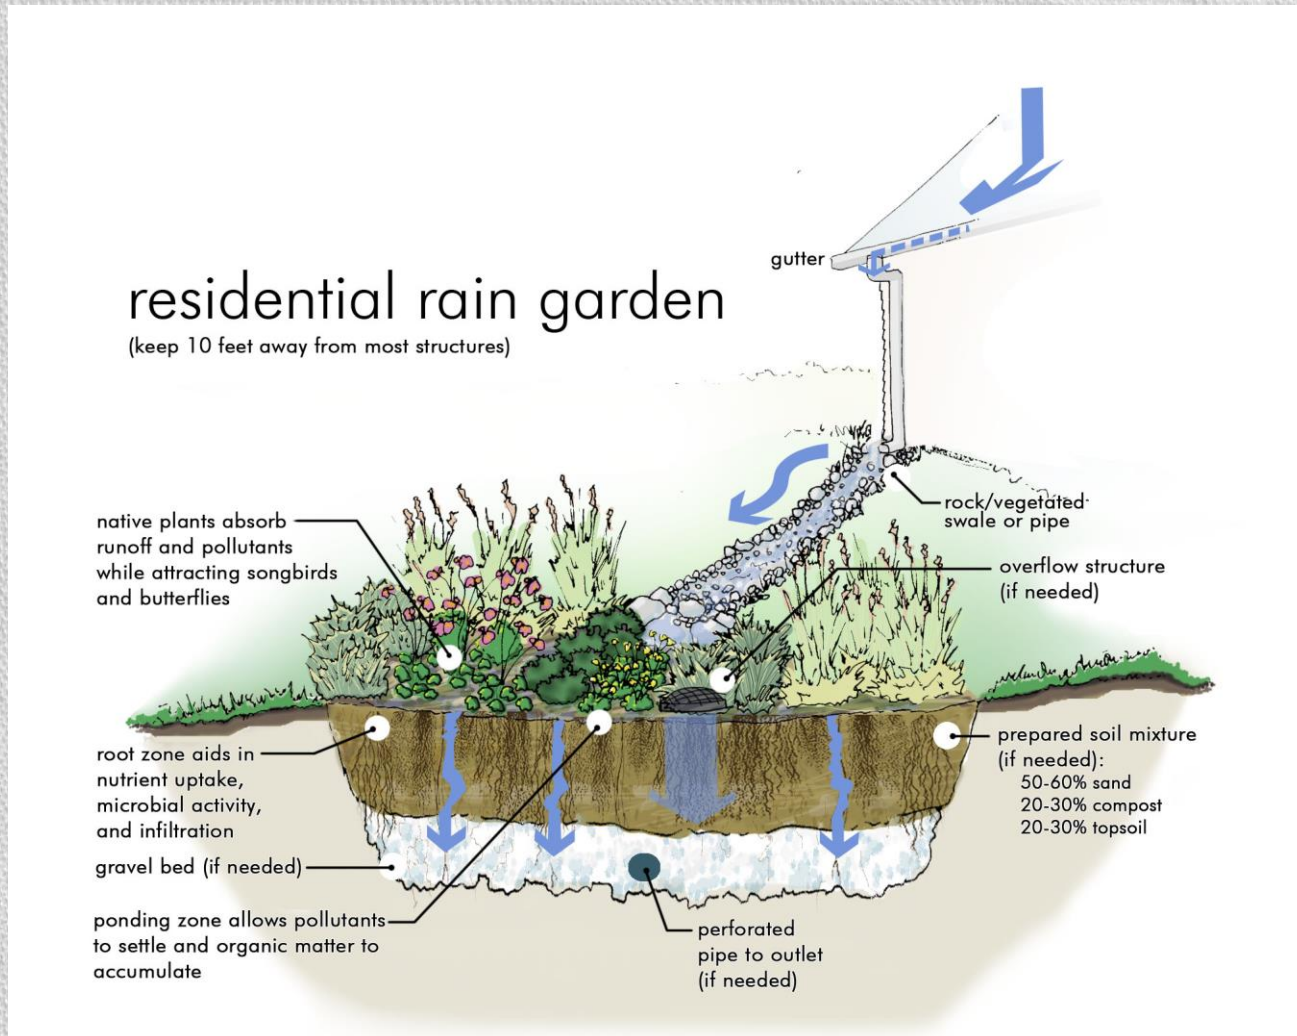 residential rain garden
(keep 10 feet away from most structures)
gutter
rock/vegetated
swale or pipe
overflow structure
(if needed)
native plants absorb
runoff and pollutants
while attracting songbirds
and butterflies
root zone aids in
nutrient uptake,
microbial activity,
and infiltration
prepared soil mixture
(if needed):
50-60% sand
20-30% compost
20-30% topsoil
gravel bed (if needed)
ponding zone allows pollutants
to settle and organic matter to
accumulate
perforated
pipe to outlet
(if needed)